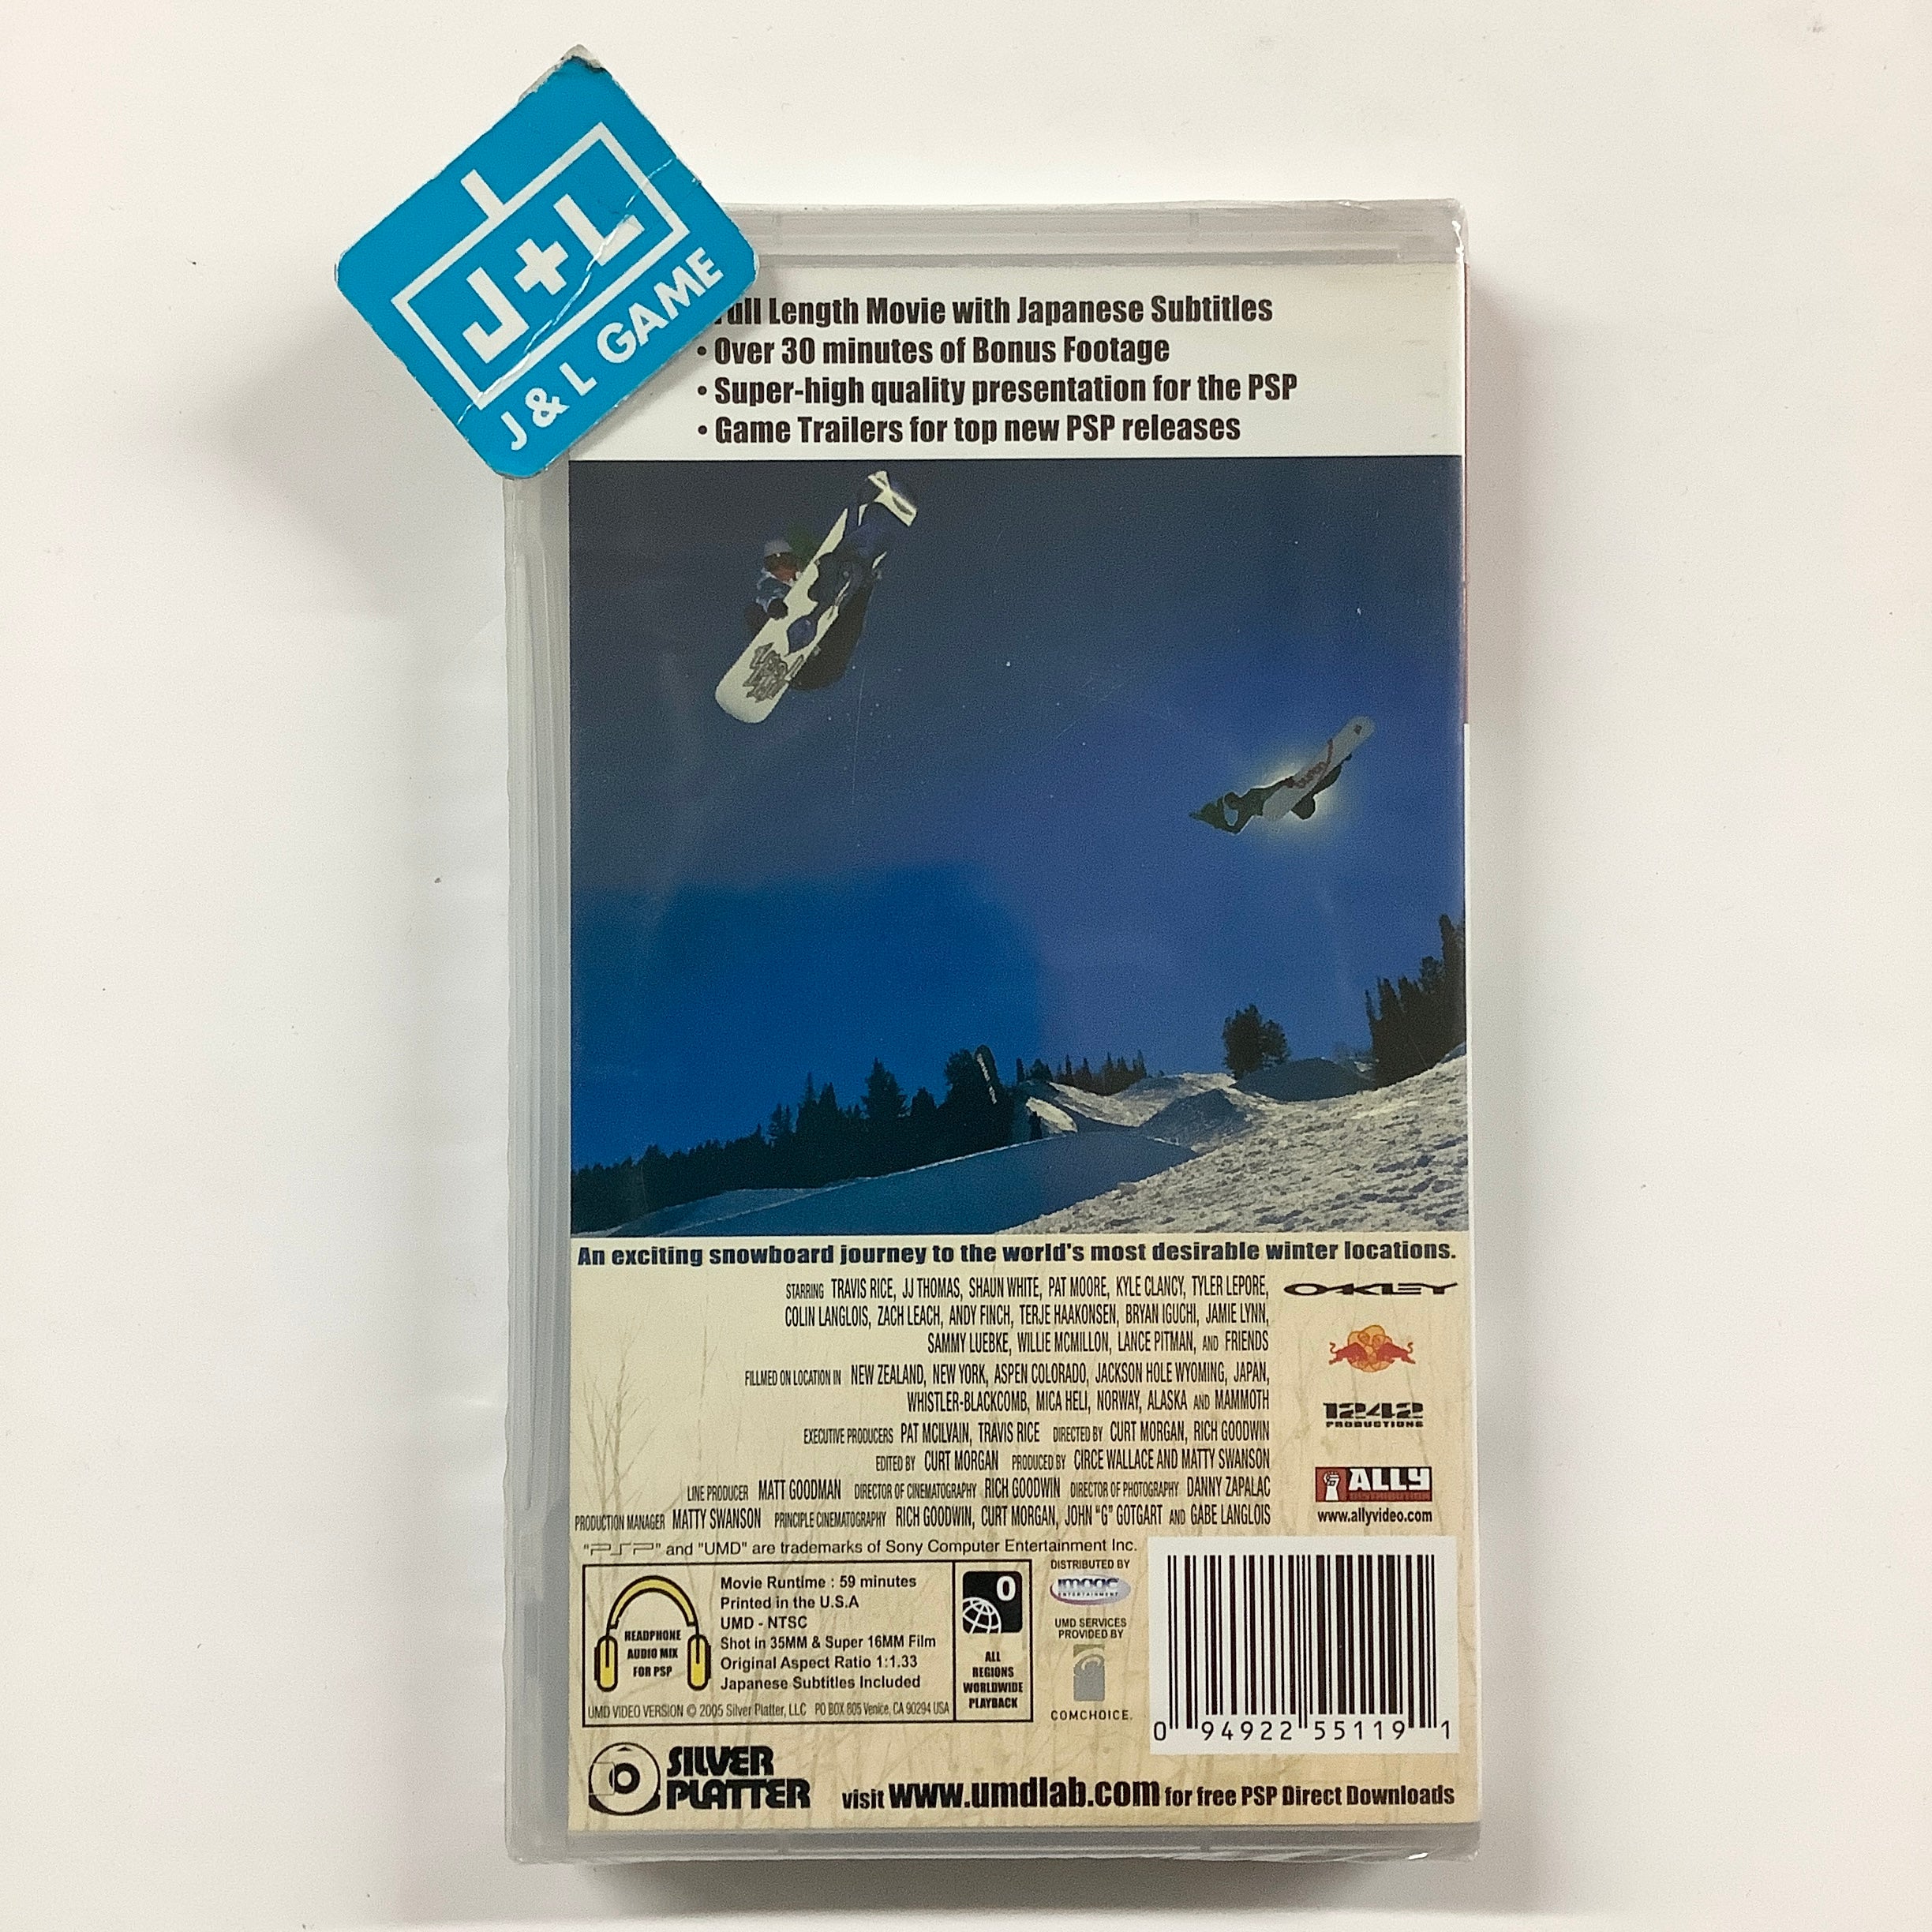 J+L
J & L GAME
Full Length Movie with Japanese Subtitles
• Over 30 minutes of Bonus Footage
• Super-high quality presentation for the PSP
• Game Trailers for top new PSP releases
An exciting snowboard journey to the world's most desirable winter locations.
STARRING TRAVIS RICE, JJ THOMAS, SHAUN WHITE, PAT MOORE, KYLE CLANCY, TYLER LEPORE,
COLIN LANGLOIS, ZACH LEACH, ANDY FINCH, TERJE HAAKONSEN, BRYAN IGUCHI, JAMIE LYNN,
SAMMY LUEBKE, WILLIE MCMILLON, LANCE PITMAN, AND FRIENDS
FILLMED ON LOCATION IN NEW ZEALAND, NEW YORK, ASPEN COLORADO, JACKSON HOLE WYOMING, JAPAN,
WHISTLER-BLACKCOMB, MICA HELI, NORWAY, ALASKA AND MAMMOTH
EXECUTIVE PRODUCERS PAT MCILVAIN, TRAVIS RICE DIRECTED BY CURT MORGAN, RICH GOODWIN
EDITED BY CURT MORGAN PRODUCED BY CIRCE WALLACE AND MATTY SWANSON
LINE PRODUCER MATT GOODMAN DIRECTOR OF CINEMATOGRAPHY RICH GOODWIN DIRECTOR OF PHOTOGRAPHY DANNY ZAPALAC
PRODUCTION MANAGER MATTY SWANSON PRINCIPLE CINEMATOGRAPHY RICH GOODWIN, CURT MORGAN, JOHN "G" GOTGART AND GABE LANGLOIS
OAKLEY
1242
PRODUCTIONS
RALLY
DISTRIBUTION
www.allyvideo.com
"PSP" and "UMD" are trademarks of Sony Computer Entertainment Inc.
HEADPHONE
AUDIO MIX
FOR PSP
Movie Runtime : 59 minutes
Printed in the U.S.A
UMD - NTSC
Shot in 35MM & Super 16MM Film
Original Aspect Ratio 1:1.33
Japanese Subtitles Included
UMD VIDEO VERSION © 2005 Silver Platter, LLC PO BOX 805 Venice, CA 90294 USA
0
ALL
REGIONS
WORLDWIDE
PLAYBACK
DISTRIBUTED BY
image
ENTERTAINMENT
UMD SERVICES
PROVIDED BY
COMCHOICE.
0 94922 55119 1
SILVER
PLATTER
visit www.umdlab.com for free PSP Direct Downloads